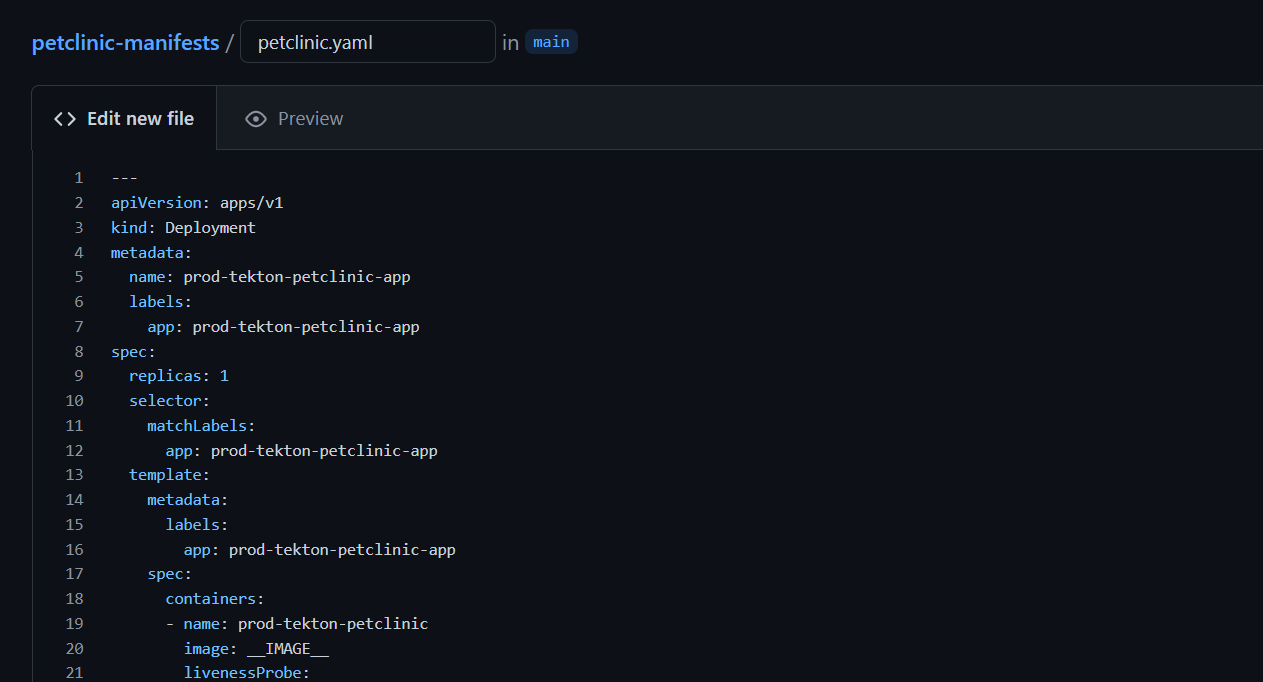 petclinic-manifests / petclinic.yaml in main
Edit new file Preview
1 ---
2 apiVersion: apps/v1
3 kind: Deployment
4 metadata:
5   name: prod-tekton-petclinic-app
6   labels:
7     app: prod-tekton-petclinic-app
8 spec:
9   replicas: 1
10   selector:
11     matchLabels:
12       app: prod-tekton-petclinic-app
13   template:
14     metadata:
15       labels:
16         app: prod-tekton-petclinic-app
17     spec:
18       containers:
19       - name: prod-tekton-petclinic
20         image: __IMAGE__
21         livenessProbe: